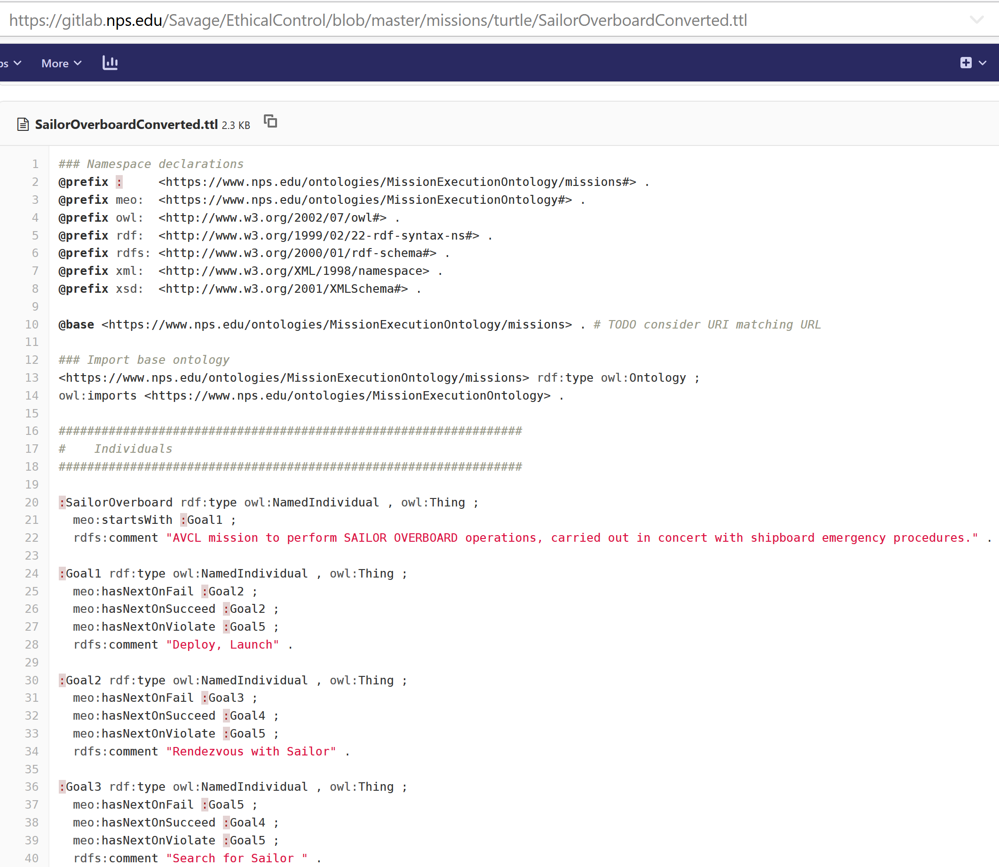 https://gitlab.nps.edu/Savage/EthicalControl/blob/master/missions/turtle/SailorOverboardConverted.ttl
More
SailorOverboardConverted.ttl 2.3 KB
1 ### Namespace declarations
2 @prefix :     <https://www.nps.edu/ontologies/MissionExecutionOntology/missions#> .
3 @prefix meo:  <https://www.nps.edu/ontologies/MissionExecutionOntology#> .
4 @prefix owl:  <http://www.w3.org/2002/07/owl#> .
5 @prefix rdf:  <http://www.w3.org/1999/02/22-rdf-syntax-ns#> .
6 @prefix rdfs: <http://www.w3.org/2000/01/rdf-schema#> .
7 @prefix xml:  <http://www.w3.org/XML/1998/namespace> .
8 @prefix xsd:  <http://www.w3.org/2001/XMLSchema#> .
9
10 @base <https://www.nps.edu/ontologies/MissionExecutionOntology/missions> . # TODO consider URI matching URL
11
12 ### Import base ontology
13 <https://www.nps.edu/ontologies/MissionExecutionOntology/missions> rdf:type owl:Ontology ;
14 owl:imports <https://www.nps.edu/ontologies/MissionExecutionOntology> .
15
16 #################################################################
17 #    Individuals
18 #################################################################
19
20 :SailorOverboard rdf:type owl:NamedIndividual , owl:Thing ;
21   meo:startsWith :Goal1 ;
22   rdfs:comment "AVCL mission to perform SAILOR OVERBOARD operations, carried out in concert with shipboard emergency procedures." .
23
24 :Goal1 rdf:type owl:NamedIndividual , owl:Thing ;
25   meo:hasNextOnFail :Goal2 ;
26   meo:hasNextOnSucceed :Goal2 ;
27   meo:hasNextOnViolate :Goal5 ;
28   rdfs:comment "Deploy, Launch" .
29
30 :Goal2 rdf:type owl:NamedIndividual , owl:Thing ;
31   meo:hasNextOnFail :Goal3 ;
32   meo:hasNextOnSucceed :Goal4 ;
33   meo:hasNextOnViolate :Goal5 ;
34   rdfs:comment "Rendezvous with Sailor" .
35
36 :Goal3 rdf:type owl:NamedIndividual , owl:Thing ;
37   meo:hasNextOnFail :Goal5 ;
38   meo:hasNextOnSucceed :Goal4 ;
39   meo:hasNextOnViolate :Goal5 ;
40   rdfs:comment "Search for Sailor " .